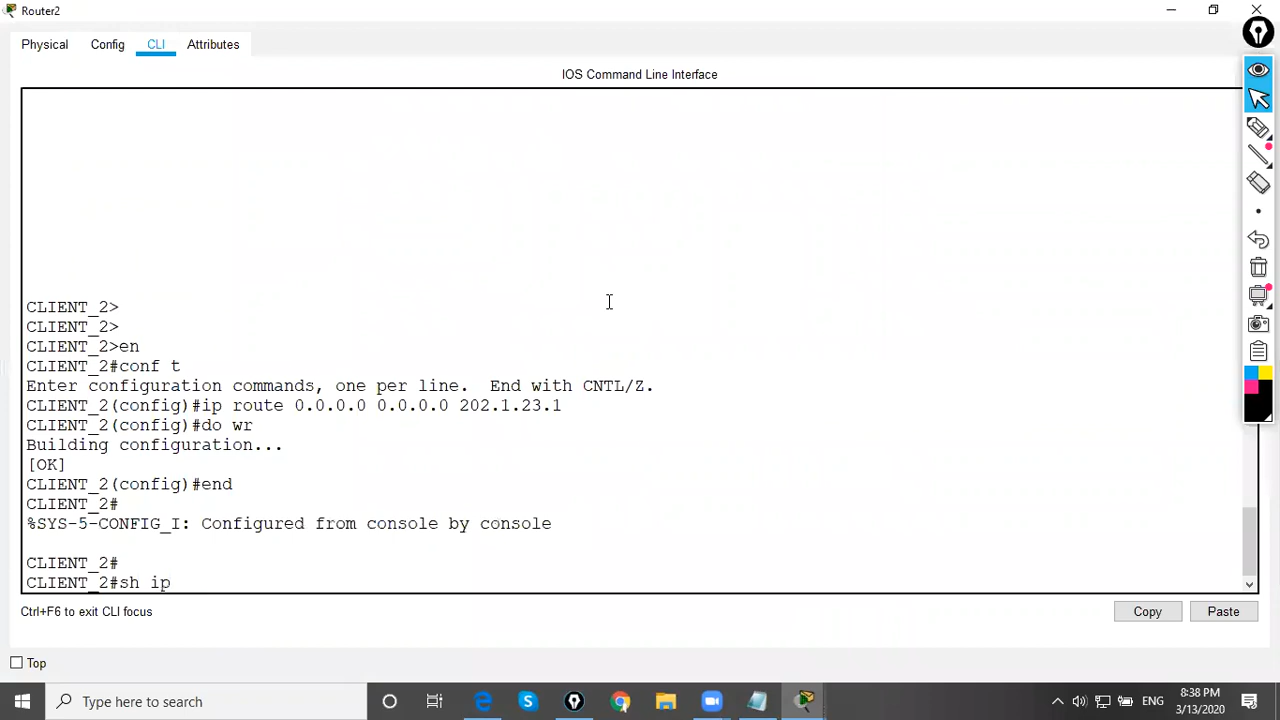 Router2
Physical Config CLI Attributes
IOS Command Line Interface
CLIENT_2>
CLIENT_2>
CLIENT_2>en
CLIENT_2#conf t
Enter configuration commands, one per line.  End with CNTL/Z.
CLIENT_2(config)#ip route 0.0.0.0 0.0.0.0 202.1.23.1
CLIENT_2(config)#do wr
Building configuration...
[OK]
CLIENT_2(config)#end
CLIENT_2#
%SYS-5-CONFIG_I: Configured from console by console
CLIENT_2#
CLIENT_2#sh ip
Ctrl+F6 to exit CLI focus
Copy Paste
Top
Type here to search
ENG
8:38 PM
3/13/2020